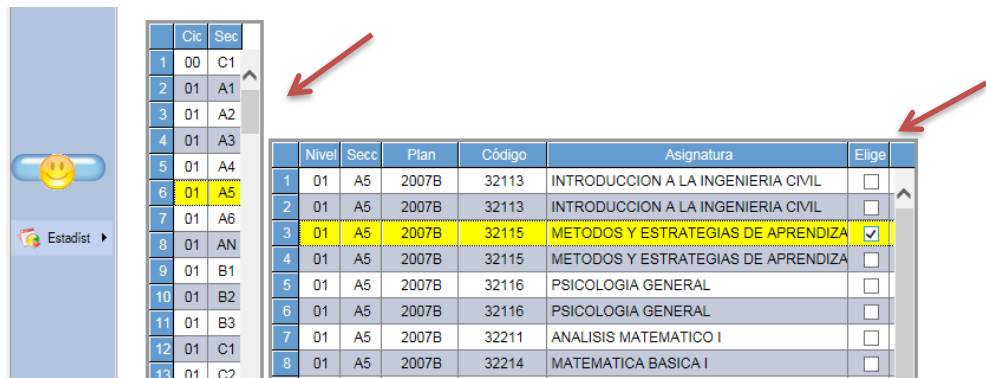 Cic Sec
1 00 C1
2 01 A1
3 01 A2
4 01 A3
5 01 A4
6 01 A5
7 01 A6
8 01 AN
9 01 B1
10 01 B2
11 01 B3
12 01 C1
13 01 C2
Estadíst
Nivel Secc Plan Código Asignatura Elige
1 01 A5 2007B 32113 INTRODUCCION A LA INGENIERIA CIVIL
2 01 A5 2007B 32113 INTRODUCCION A LA INGENIERIA CIVIL
3 01 A5 2007B 32115 METODOS Y ESTRATEGIAS DE APRENDIZA
4 01 A5 2007B 32115 METODOS Y ESTRATEGIAS DE APRENDIZA
5 01 A5 2007B 32116 PSICOLOGIA GENERAL
6 01 A5 2007B 32116 PSICOLOGIA GENERAL
7 01 A5 2007B 32211 ANALISIS MATEMATICO I
8 01 A5 2007B 32214 MATEMATICA BASICA I